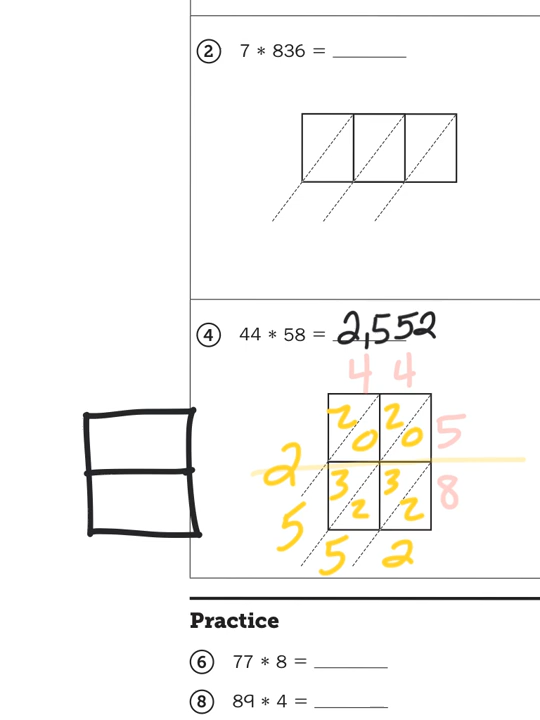 2 7 * 836 = ________
4 44 * 58 = 2,552
4 4
2 0 2 0 5
2
3 2 3 2 8
5
5 2
Practice
6 77 * 8 = ________
8 89 * 4 = ________